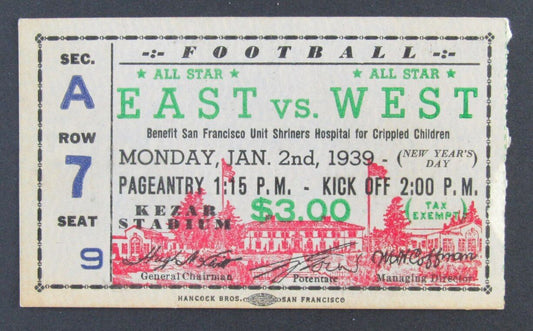 SEC.
A
ROW
7
SEAT
9
-:- FOOTBALL -:-
★ ALL STAR ★ ★ ALL STAR ★
EAST vs. WEST
Benefit San Francisco Unit Shriners Hospital for Crippled Children
MONDAY, JAN. 2nd, 1939 - (NEW YEAR'S DAY)
PAGEANTRY 1:15 P. M. - KICK OFF 2:00 P. M.
KEZAR
STADIUM
$3.00
(TAX EXEMPT)
General Chairman
Potentate
Managing Director
HANCOCK BROS. SAN FRANCISCO